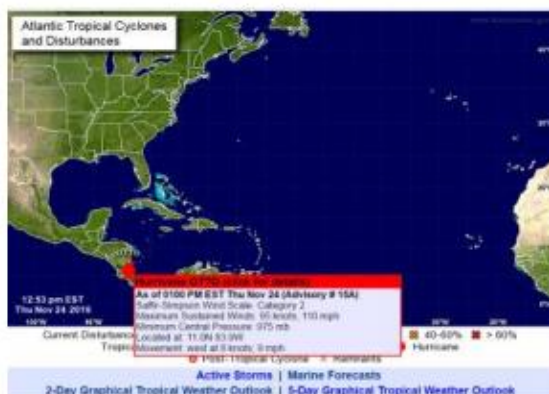 Atlantic Tropical Cyclones
and Disturbances
Hurricane OTTO (click for details)
As of 0100 PM EST Thu Nov 24 (Advisory # 15A)
Saffir-Simpson Wind Scale: Category 2
Maximum Sustained Winds: 95 knots; 110 mph
Minimum Central Pressure: 975 mb
Located at: 11.0N 83.9W
Movement: west at 8 knots; 9 mph
12:53 pm EST
Thu Nov 24 2016
Current Disturbance
40-60%
> 60%
Tropic
Hurricane
Post-Tropical Cyclone
Remnants
Active Storms | Marine Forecasts
2-Day Graphical Tropical Weather Outlook | 5-Day Graphical Tropical Weather Outlook